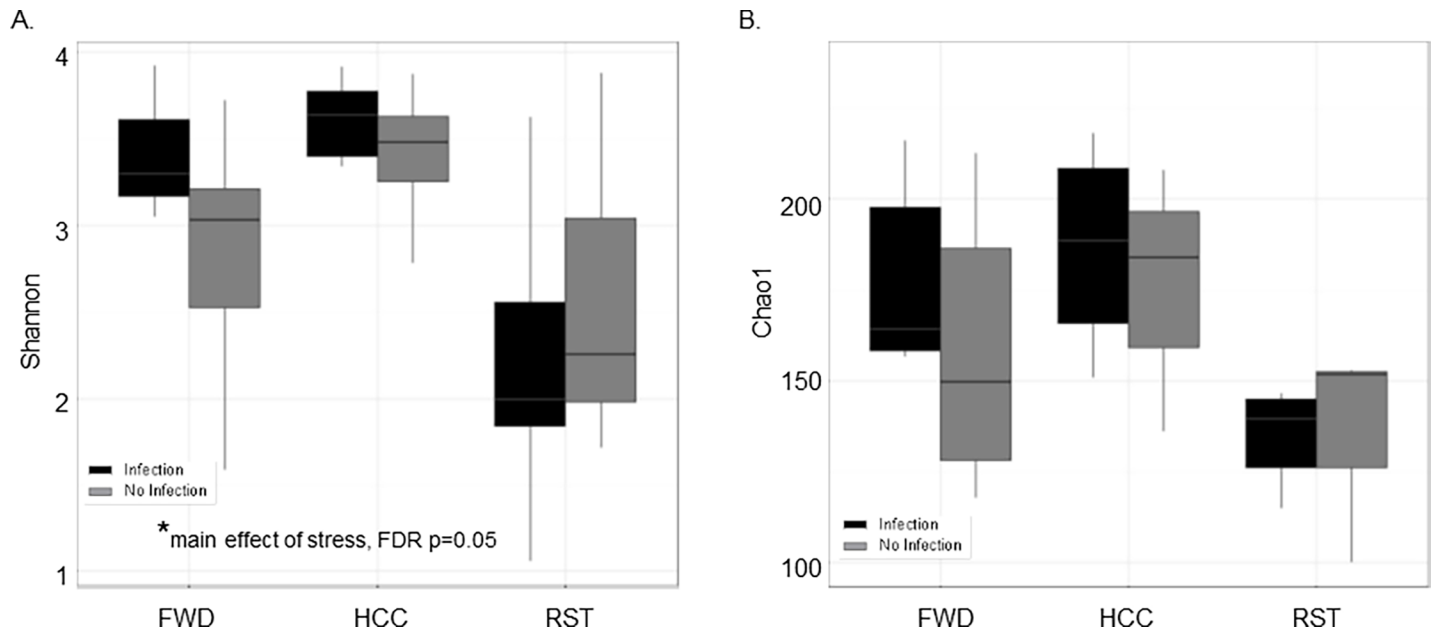 A.
B.
4
3
2
1
Shannon
Infection
No Infection
*main effect of stress, FDR p=0.05
FWD
HCC
RST
200
150
100
Chao1
Infection
No Infection
FWD
HCC
RST